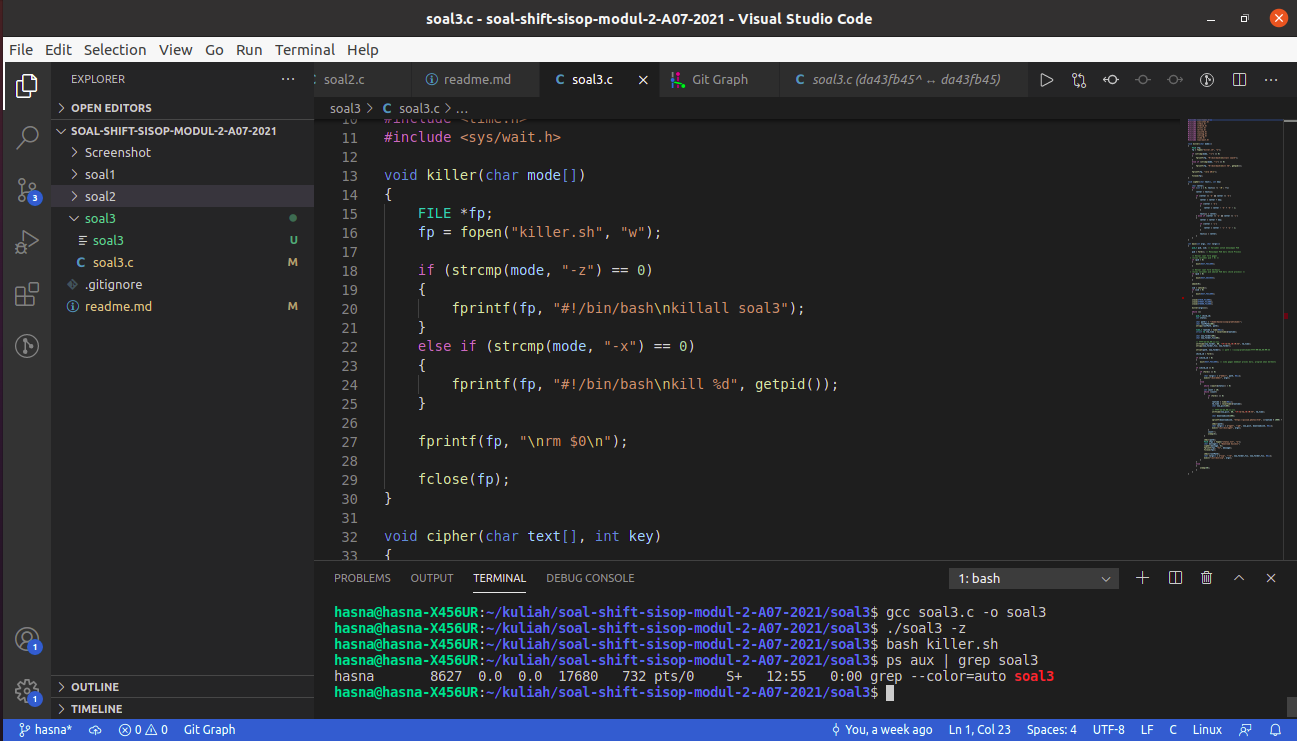 soal3.c - soal-shift-sisop-modul-2-A07-2021 - Visual Studio Code
File Edit Selection View Go Run Terminal Help
EXPLORER
soal2.c readme.md C soal3.c Git Graph C soal3.c (da43fb45^ ↔ da43fb45)
OPEN EDITORS
soal3 > C soal3.c > ...
SOAL-SHIFT-SISOP-MODUL-2-A07-2021
Screenshot
soal1
soal2
soal3
soal3 U
C soal3.c M
.gitignore
readme.md M
3
1
1
OUTLINE
TIMELINE
10 #include <time.h>
11 #include <sys/wait.h>
12
13 void killer(char mode[])
14 {
15 FILE *fp;
16 fp = fopen("killer.sh", "w");
17
18 if (strcmp(mode, "-z") == 0)
19 {
20 fprintf(fp, "#!/bin/bash\nkillall soal3");
21 }
22 else if (strcmp(mode, "-x") == 0)
23 {
24 fprintf(fp, "#!/bin/bash\nkill %d", getpid());
25 }
26
27 fprintf(fp, "\nrm $0\n");
28
29 fclose(fp);
30 }
31
32 void cipher(char text[], int key)
33 {
PROBLEMS OUTPUT TERMINAL DEBUG CONSOLE 1: bash
hasna@hasna-X456UR:~/kuliah/soal-shift-sisop-modul-2-A07-2021/soal3$ gcc soal3.c -o soal3
hasna@hasna-X456UR:~/kuliah/soal-shift-sisop-modul-2-A07-2021/soal3$ ./soal3 -z
hasna@hasna-X456UR:~/kuliah/soal-shift-sisop-modul-2-A07-2021/soal3$ bash killer.sh
hasna@hasna-X456UR:~/kuliah/soal-shift-sisop-modul-2-A07-2021/soal3$ ps aux | grep soal3
hasna 8627 0.0 0.0 17680 732 pts/0 S+ 12:55 0:00 grep --color=auto soal3
hasna@hasna-X456UR:~/kuliah/soal-shift-sisop-modul-2-A07-2021/soal3$
hasna* 0 0 Git Graph You, a week ago Ln 1, Col 23 Spaces: 4 UTF-8 LF C Linux